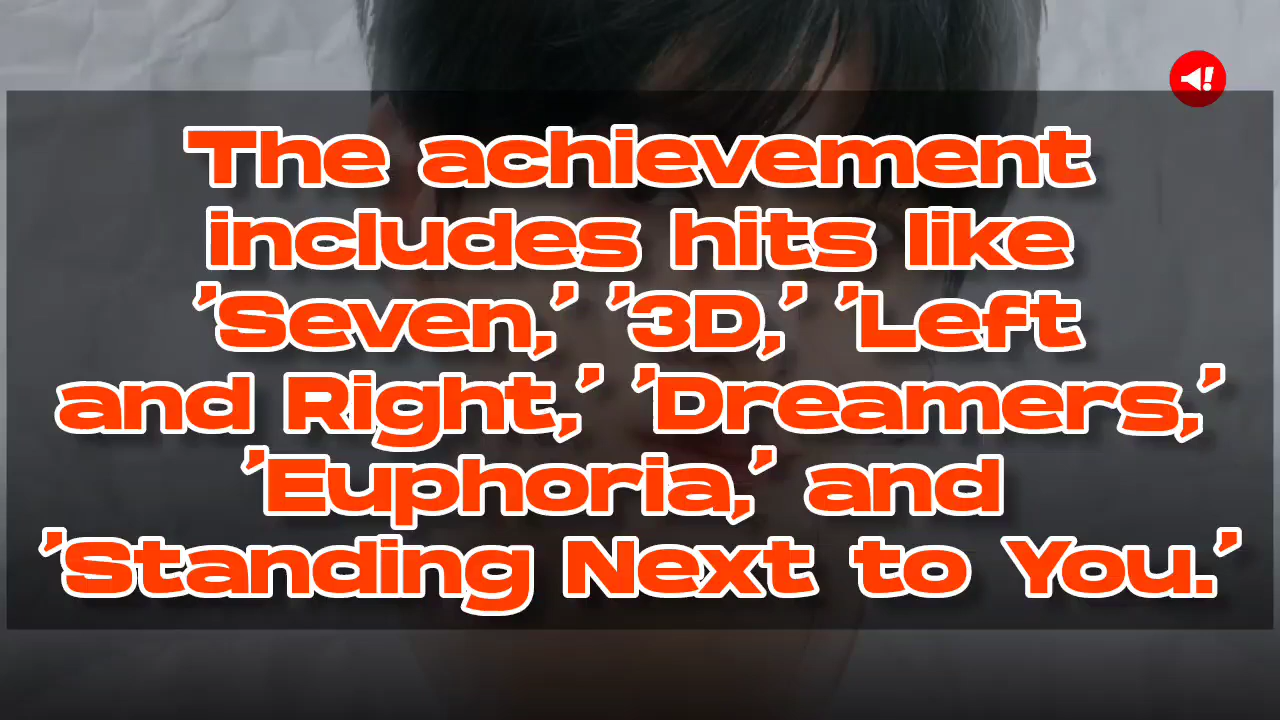 The achievement
includes hits like
'Seven,' '3D,' 'Left
and Right,' 'Dreamers,'
'Euphoria,' and
'Standing Next to You.'